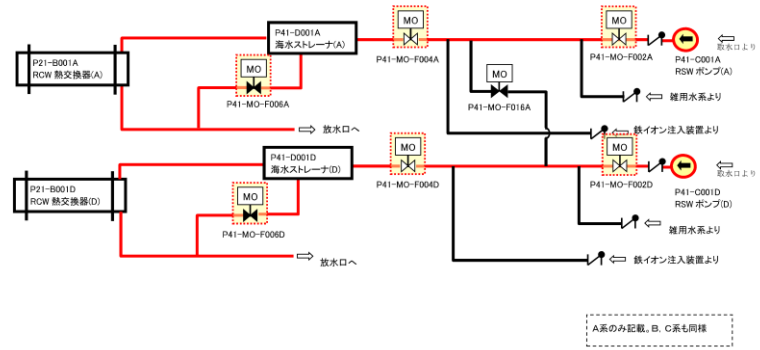 MO
MO
P41-D001A
海水ストレーナ(A)
取水口より
P21-B001A
RCW 熱交換器(A)
MO
P41-MO-F004A
P41-MO-F002A
P41-C001A
RSW ポンプ(A)
MO
P41-MO-F006A
P41-MO-F016A
雑用水系より
放水口へ
鉄イオン注入装置より
P41-D001D
海水ストレーナ(D)
MO
MO
取水口より
P21-B001D
RCW 熱交換器(D)
MO
P41-MO-F004D
P41-MO-F002D
P41-C001D
RSW ポンプ(D)
P41-MO-F006D
雑用水系より
放水口へ
鉄イオン注入装置より
A系のみ記載。B、C系も同様